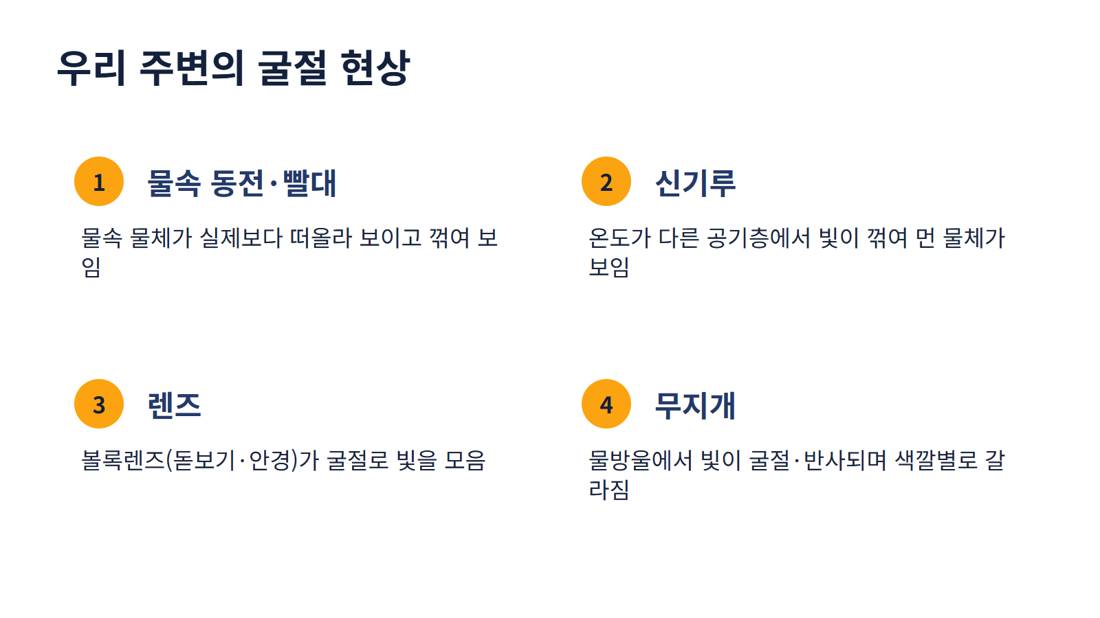 우리 주변의 굴절 현상
1 물속 동전·빨대
물속 물체가 실제보다 떠올라 보이고 꺾여 보
임
2 신기루
온도가 다른 공기층에서 빛이 꺾여 먼 물체가
보임
3 렌즈
볼록렌즈(돋보기·안경)가 굴절로 빛을 모음
4 무지개
물방울에서 빛이 굴절·반사되며 색깔별로 갈
라짐